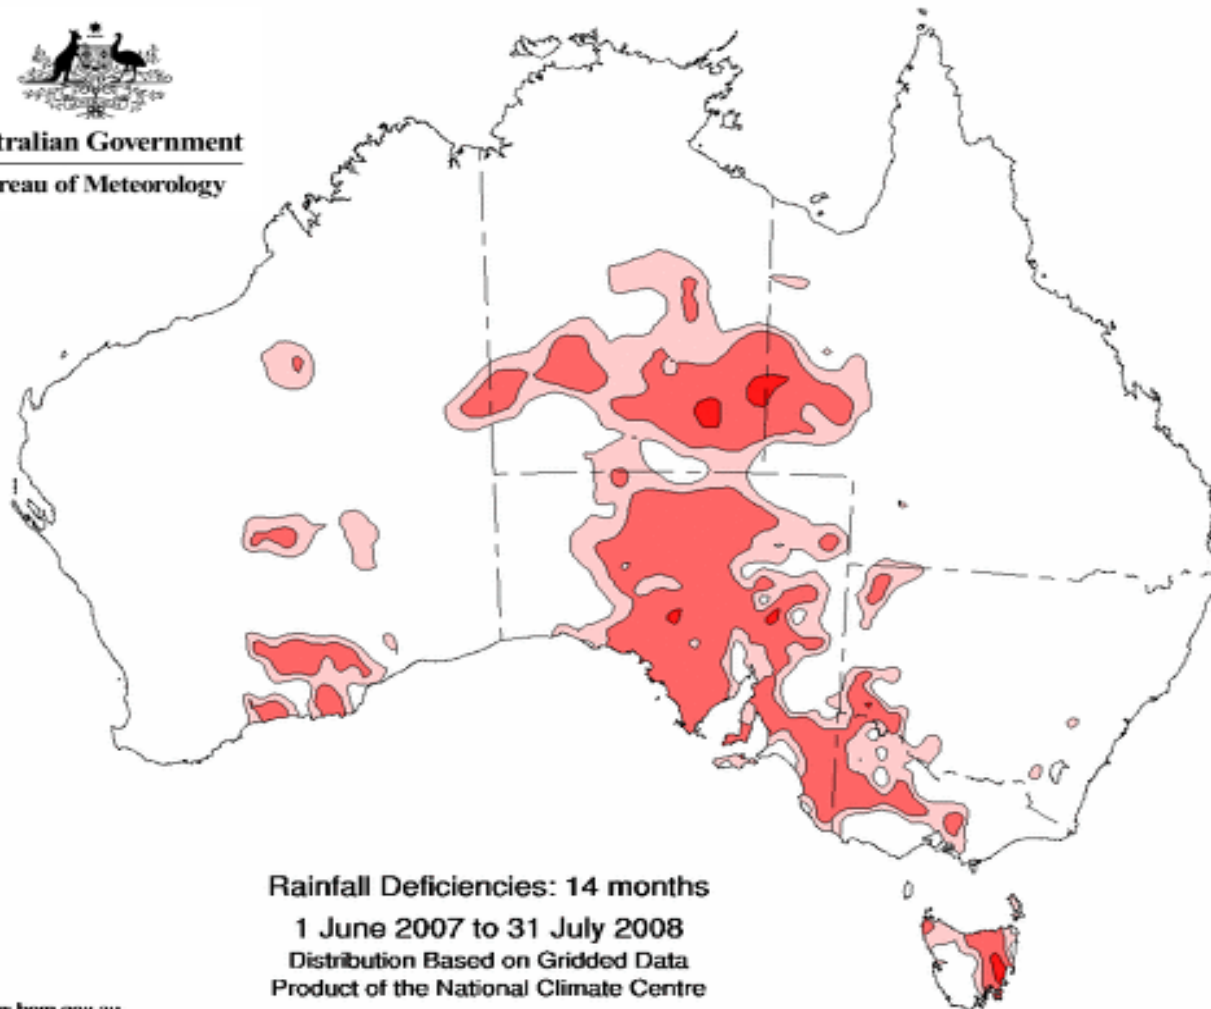 tralian Government
reau of Meteorology
Rainfall Deficiencies: 14 months
1 June 2007 to 31 July 2008
Distribution Based on Gridded Data
Product of the National Climate Centre